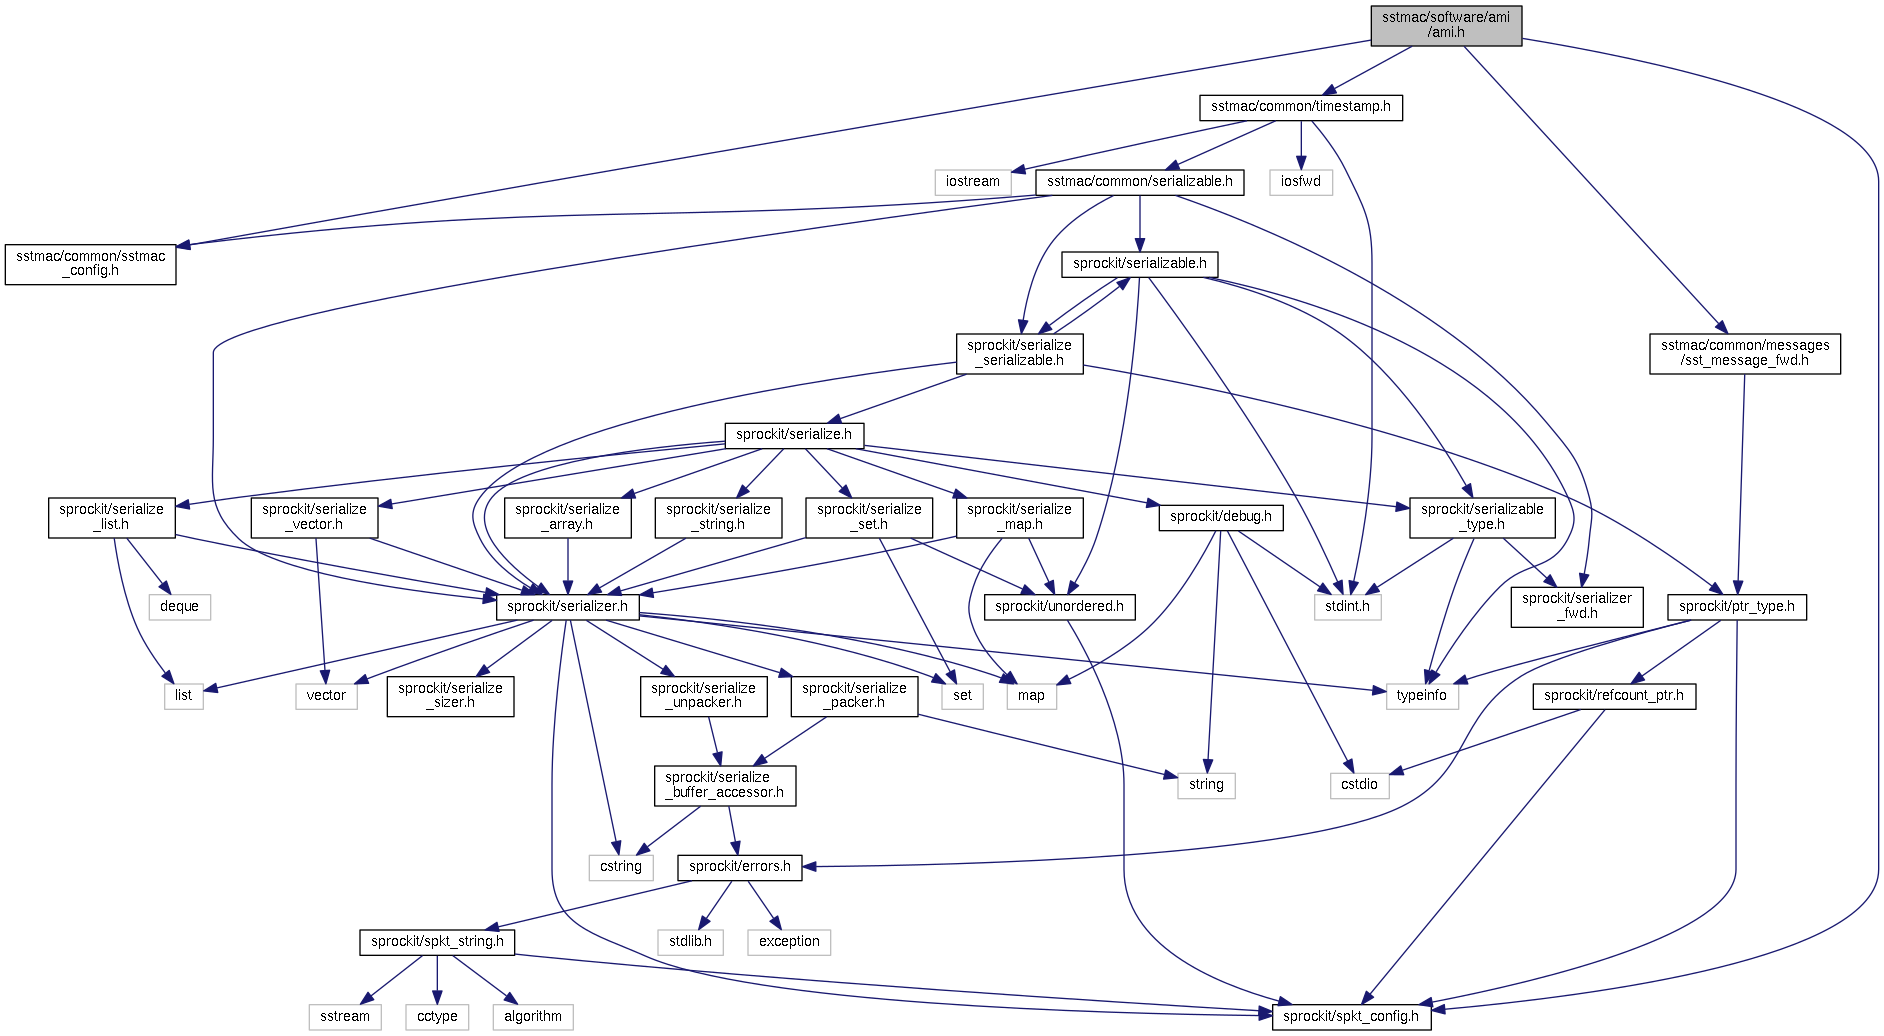 sstmac/software/ami
/ami.h
sstmac/common/timestamp.h
iostream
sstmac/common/serializable.h
iosfwd
sstmac/common/sstmac
_config.h
sprockit/serializable.h
sprockit/serialize
_serializable.h
sstmac/common/messages
/sst_message_fwd.h
sprockit/serialize.h
sprockit/serialize
_list.h
sprockit/serialize
_vector.h
sprockit/serialize
_array.h
sprockit/serialize
_string.h
sprockit/serialize
_set.h
sprockit/serialize
_map.h
sprockit/debug.h
sprockit/serializable
_type.h
deque
sprockit/serializer.h
sprockit/unordered.h
stdint.h
sprockit/serializer
_fwd.h
sprockit/ptr_type.h
list
vector
sprockit/serialize
_sizer.h
sprockit/serialize
_unpacker.h
sprockit/serialize
_packer.h
set
map
typeinfo
sprockit/refcount_ptr.h
sprockit/serialize
_buffer_accessor.h
string
cstdio
cstring
sprockit/errors.h
sprockit/spkt_string.h
stdlib.h
exception
sstream
cctype
algorithm
sprockit/spkt_config.h